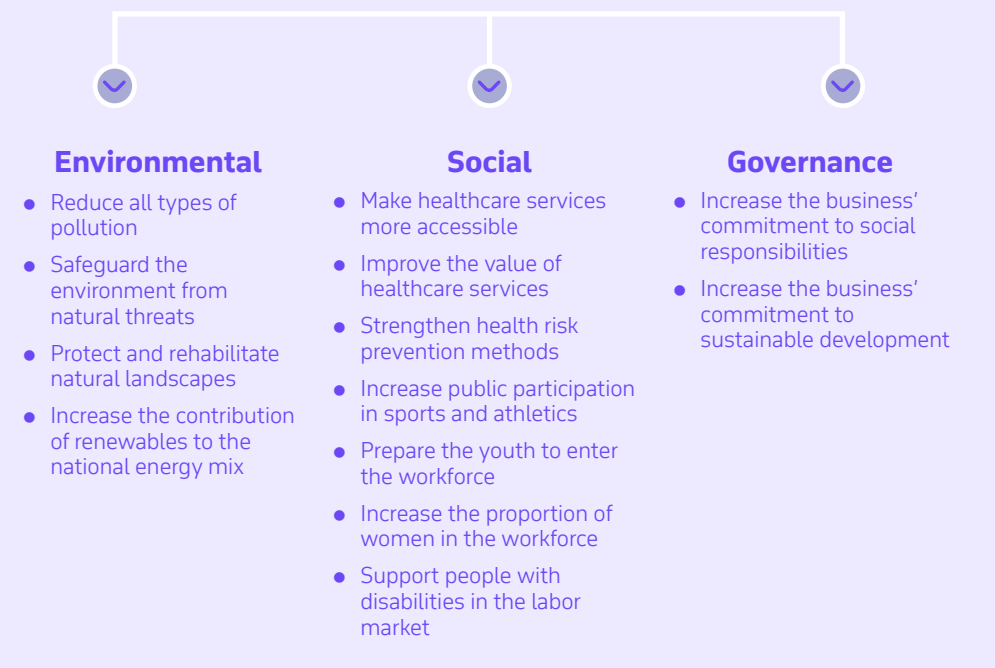 Environmental
● Reduce all types of
pollution
● Safeguard the
environment from
natural threats
● Protect and rehabilitate
natural landscapes
● Increase the contribution
of renewables to the
national energy mix
Social
● Make healthcare services
more accessible
● Improve the value of
healthcare services
● Strengthen health risk
prevention methods
● Increase public participation
in sports and athletics
● Prepare the youth to enter
the workforce
● Increase the proportion of
women in the workforce
● Support people with
disabilities in the labor
market
Governance
● Increase the business’
commitment to social
responsibilities
● Increase the business’
commitment to
sustainable development